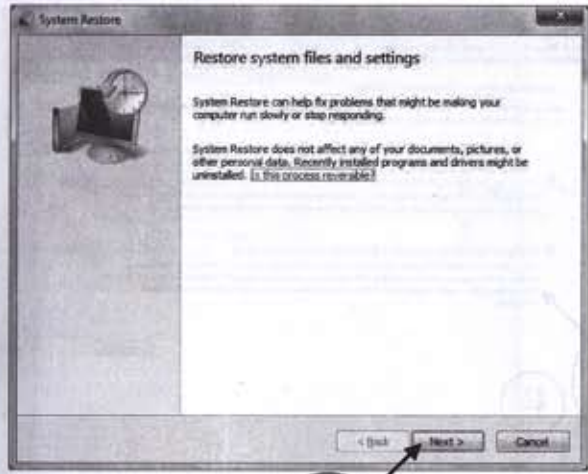 System Restore
Restore system files and settings
System Restore can help fix problems that might be making your
computer run slowly or stop responding.
System Restore does not affect any of your documents, pictures, or
other personal data. Recently installed programs and drivers might be
uninstalled. Is this process reversible?
< Back Next > Cancel